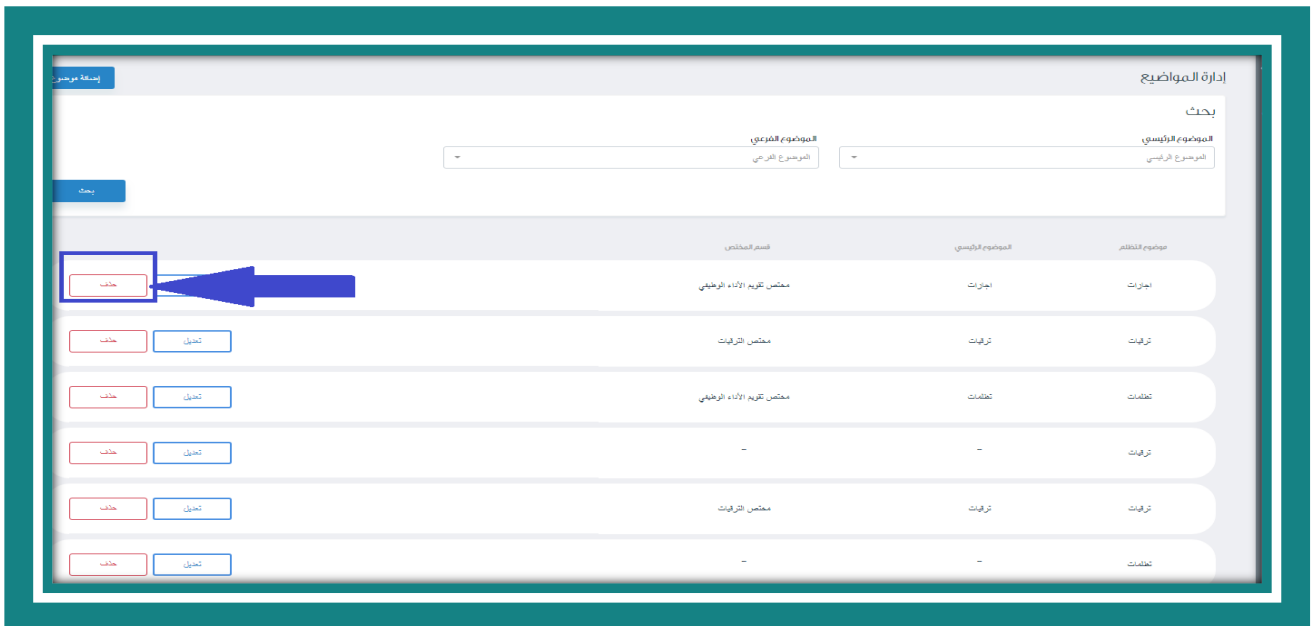 إدارة المواضيع
إضافة موضوع
بحث
الموضوع الرئيسي الموضوع الفرعي
الموضوع الرئيسي الموضوع الفرعي
بحث
موضوع التظلم الموضوع الرئيسي قسم المختص
اجازات اجازات مختص تقويم الأداء الوظيفي حذف
ترقيات ترقيات مختص الترقيات تعديل حذف
تظلمات تظلمات مختص تقويم الأداء الوظيفي تعديل حذف
ترقيات – – تعديل حذف
ترقيات ترقيات مختص الترقيات تعديل حذف
تظلمات – – تعديل حذف